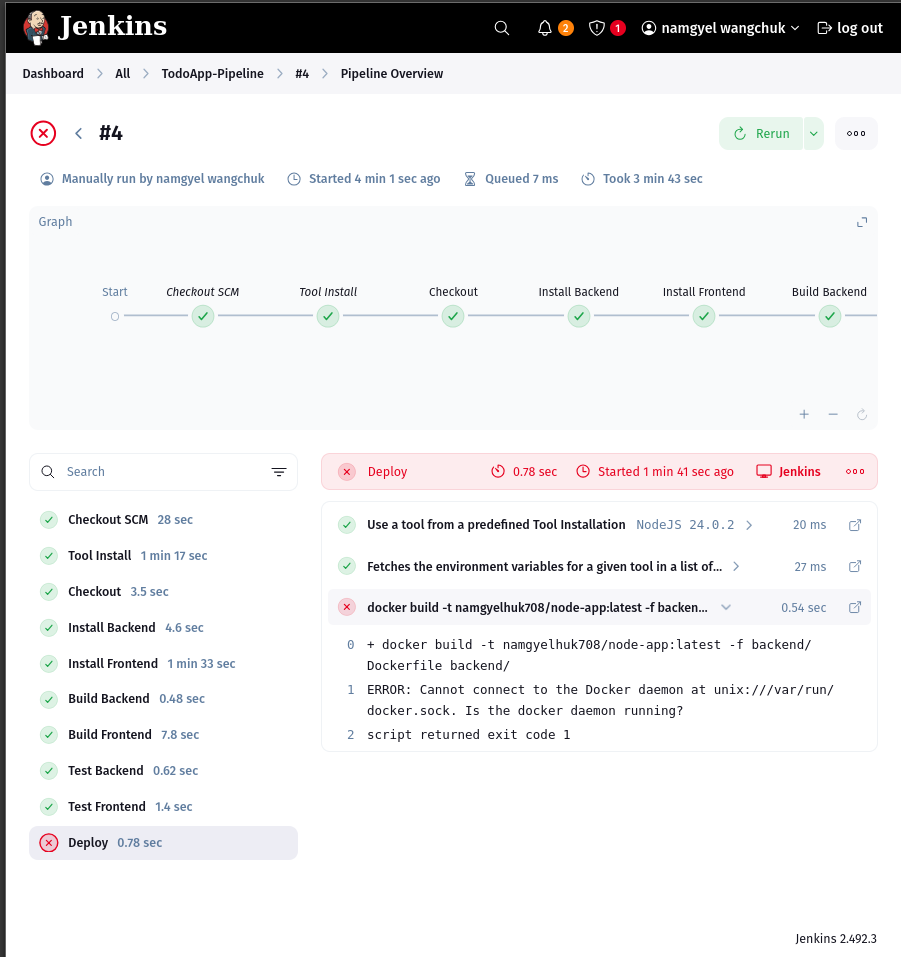 Jenkins
2
1
namgyel wangchuk
log out
Dashboard > All > TodoApp-Pipeline > #4 > Pipeline Overview
#4
Rerun
Manually run by namgyel wangchuk
Started 4 min 1 sec ago
Queued 7 ms
Took 3 min 43 sec
Graph
Start
Checkout SCM
Tool Install
Checkout
Install Backend
Install Frontend
Build Backend
Search
Checkout SCM 28 sec
Tool Install 1 min 17 sec
Checkout 3.5 sec
Install Backend 4.6 sec
Install Frontend 1 min 33 sec
Build Backend 0.48 sec
Build Frontend 7.8 sec
Test Backend 0.62 sec
Test Frontend 1.4 sec
Deploy 0.78 sec
Deploy
0.78 sec
Started 1 min 41 sec ago
Jenkins
Use a tool from a predefined Tool Installation NodeJS 24.0.2 20 ms
Fetches the environment variables for a given tool in a list of... 27 ms
docker build -t namgyelhuk708/node-app:latest -f backen... 0.54 sec
0 + docker build -t namgyelhuk708/node-app:latest -f backend/
Dockerfile backend/
1 ERROR: Cannot connect to the Docker daemon at unix:///var/run/
docker.sock. Is the docker daemon running?
2 script returned exit code 1
Jenkins 2.492.3